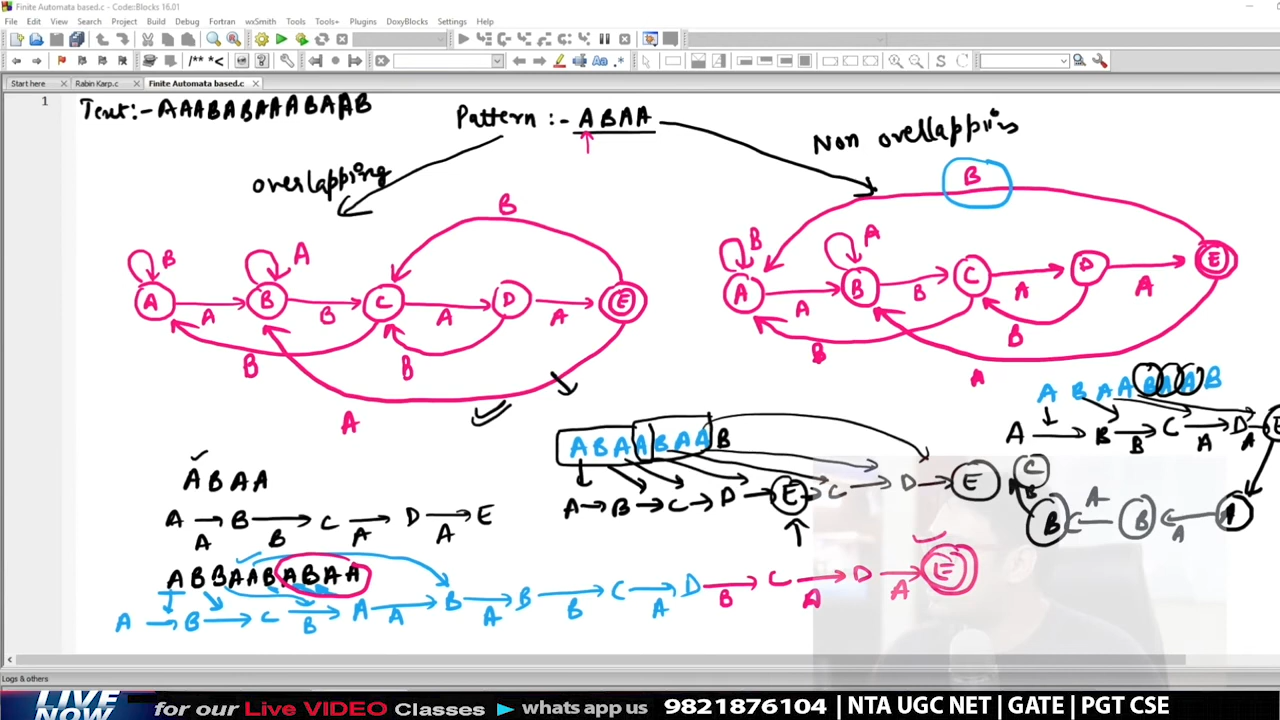 Finite Automata based.c - Code::Blocks 16.01
File Edit View Search Project Build Debug Fortran wxSmith Tools Tools+ Plugins DoxyBlocks Settings Help
Start here Rabin Karp.c Finite Automata based.c
1
Text:- AAABABAAABAAB
Pattern :- ABAA
Non overlapping
overlapping
B
B
B A
B A
A B C D E
A B C D E
A B A A
A B A A
B B A
B B A
A B A A B A A B
A B A A B A A B
A B C D E C D E
A B C D E
B A A
ABAA
A B C D E
A B A A
C B B A
A A
ABBAABABAA
A B C A B B C D C D E
B A A B A B A A
Logs & others
LIVE NOW for our Live VIDEO Classes whats app us 9821876104 | NTA UGC NET | GATE | PGT CSE